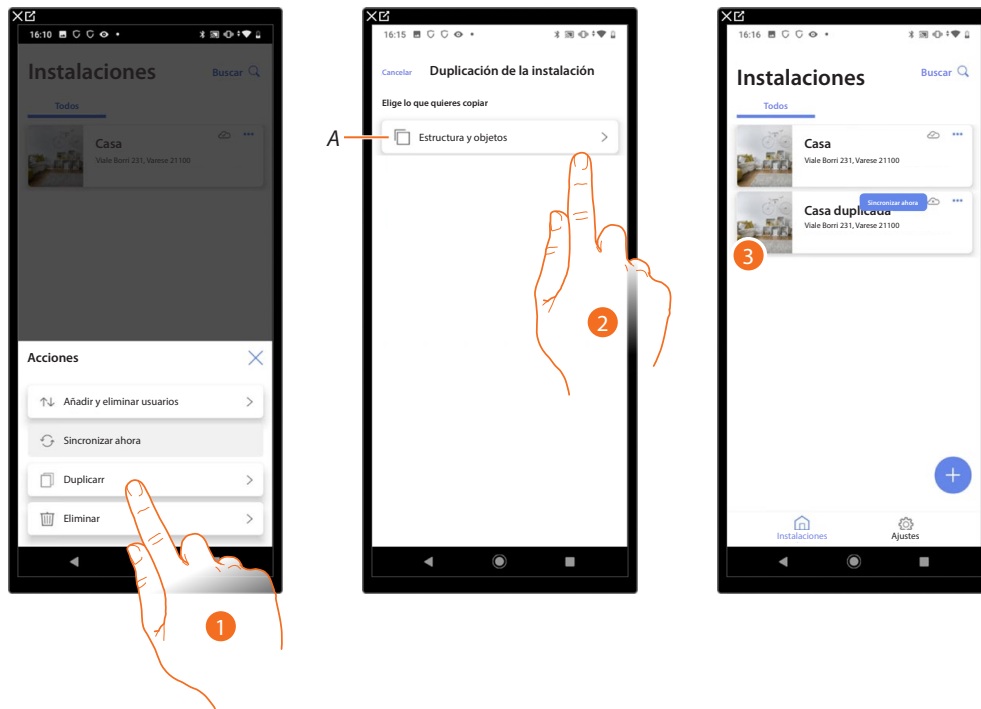 16:10
Instalaciones
Buscar
Todos
Casa
Viale Borri 231, Varese 21100
Acciones
Añadir y eliminar usuarios
Sincronizar ahora
Duplicarr
Eliminar
1
16:15
Cancelar Duplicación de la instalación
Elige lo que quieres copiar
A
Estructura y objetos
2
16:16
Instalaciones
Buscar
Todos
Casa
Viale Borri 231, Varese 21100
Sincronizar ahora
Casa duplicada
Viale Borri 231, Varese 21100
3
Instalaciones
Ajustes